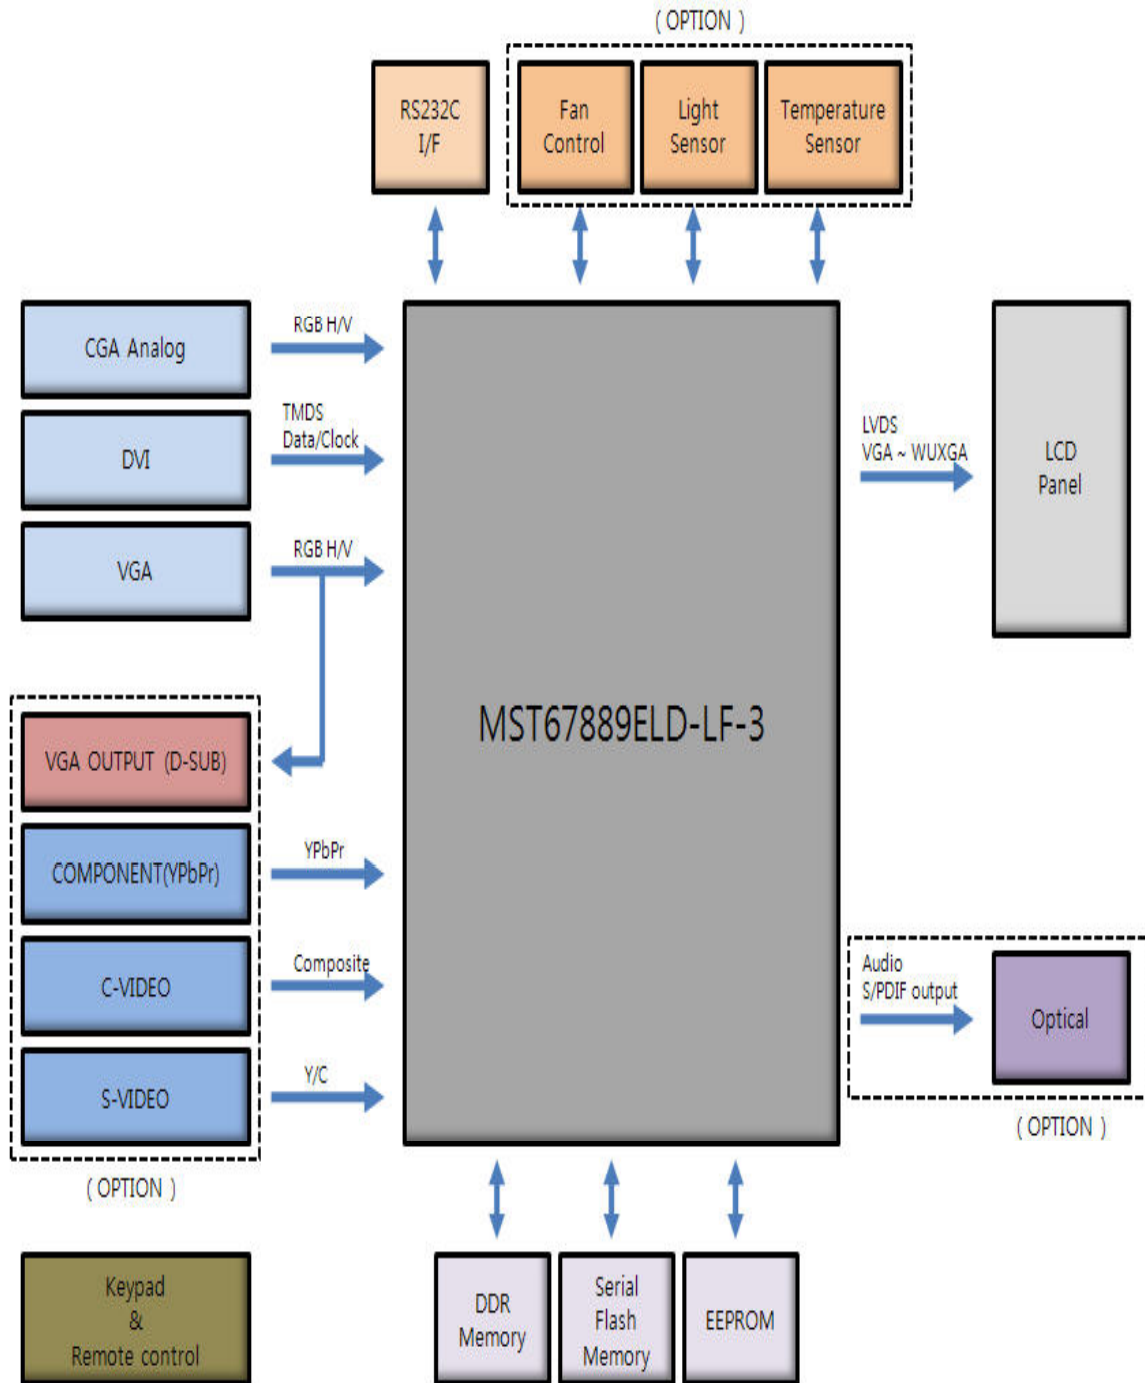 ( OPTION )
RS232C
I/F
Fan
Control
Light
Sensor
Temperature
Sensor
CGA Analog
RGB H/V
DVI
TMDS
Data/Clock
VGA
RGB H/V
LVDS
VGA ~ WUXGA
LCD
Panel
MST67889ELD-LF-3
VGA OUTPUT (D-SUB)
COMPONENT(YPbPr)
YPbPr
C-VIDEO
Composite
S-VIDEO
Y/C
( OPTION )
Audio
S/PDIF output
Optical
( OPTION )
Keypad
&
Remote control
DDR
Memory
Serial
Flash
Memory
EEPROM